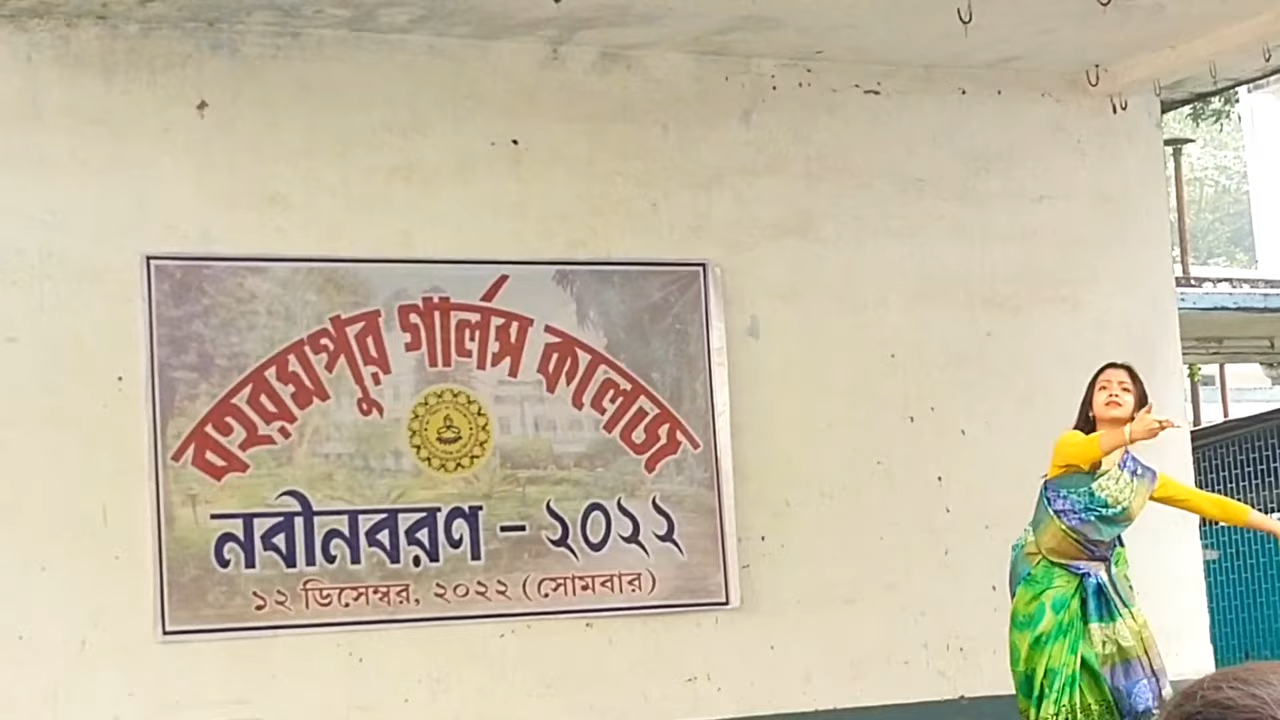 বহরমপুর গার্লস কলেজ
নবীনবরণ - ২০২২
১২ ডিসেম্বর, ২০২২ (সোমবার)